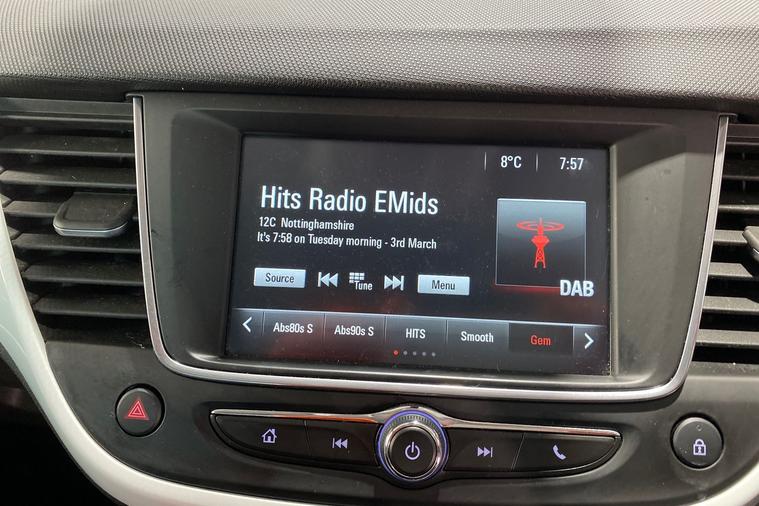 8°C 7:57
Hits Radio EMids
12C Nottinghamshire
It's 7:58 on Tuesday morning - 3rd March
DAB
Source Tune Menu
Abs80s S Abs90s S HITS Smooth Gem